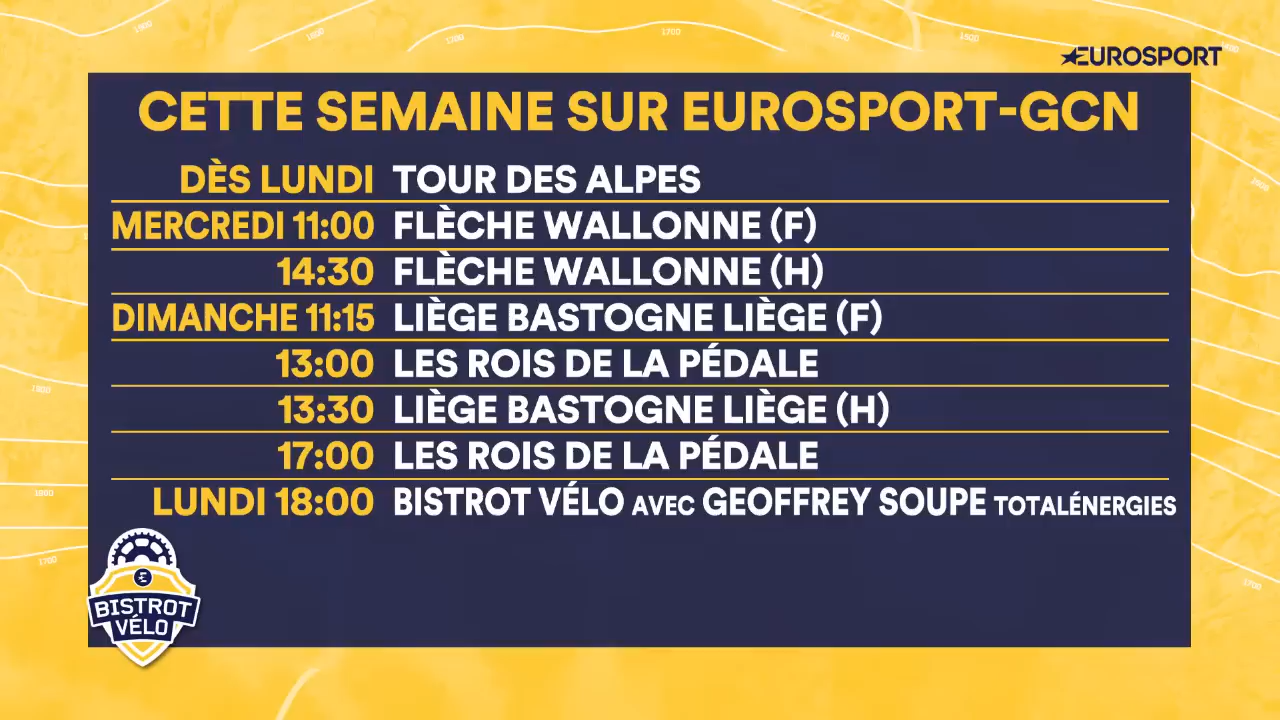 EUROSPORT
CETTE SEMAINE SUR EUROSPORT-GCN
DÈS LUNDI TOUR DES ALPES
MERCREDI 11:00 FLÈCHE WALLONNE (F)
14:30 FLÈCHE WALLONNE (H)
DIMANCHE 11:15 LIÈGE BASTOGNE LIÈGE (F)
13:00 LES ROIS DE LA PÉDALE
13:30 LIÈGE BASTOGNE LIÈGE (H)
17:00 LES ROIS DE LA PÉDALE
LUNDI 18:00 BISTROT VÉLO AVEC GEOFFREY SOUPE TOTALÉNERGIES
BISTROT
VÉLO